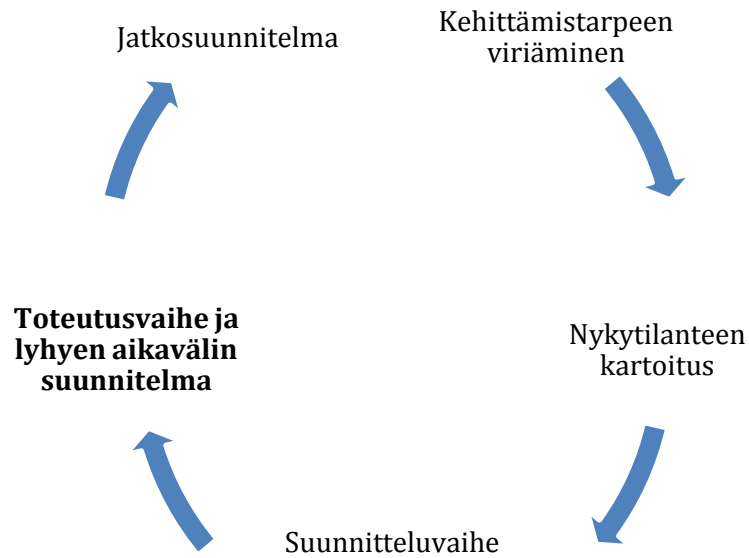 Jatkosuunnitelma
Kehittämistarpeen
viriäminen
Nykytilanteen
kartoitus
Suunnitteluvaihe
Toteutusvaihe ja
lyhyen aikavälin
suunnitelma